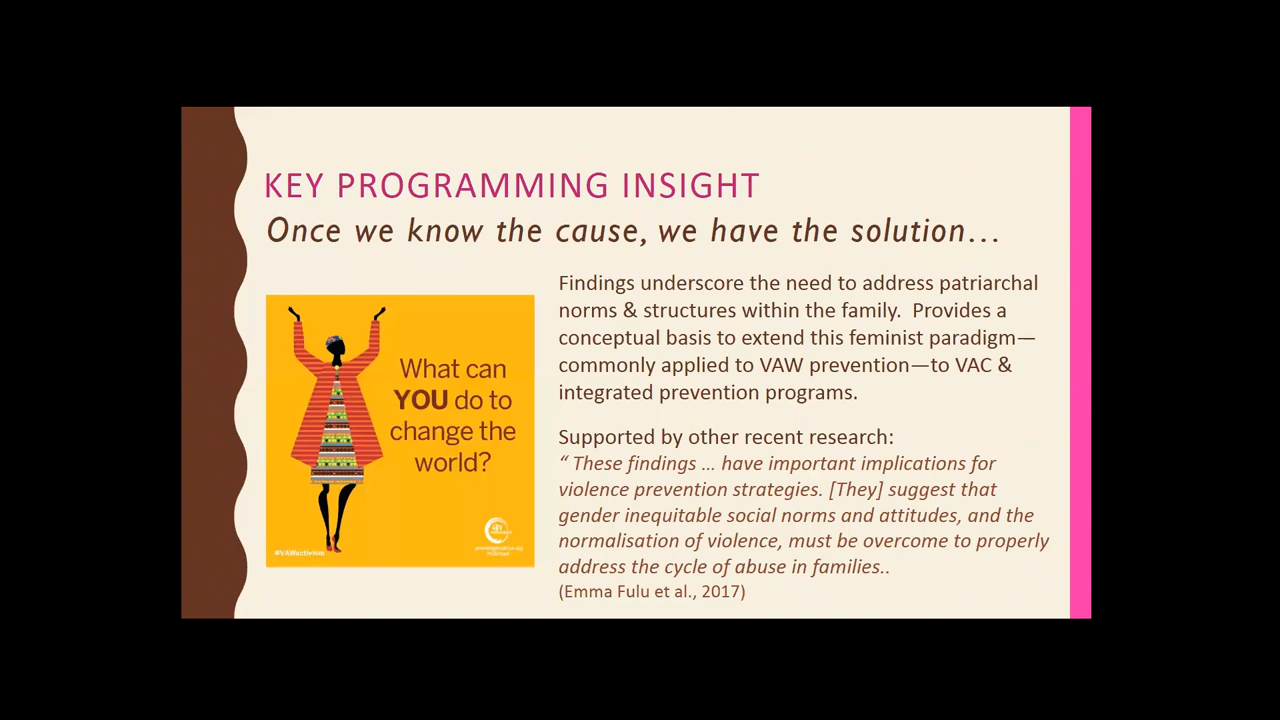 KEY PROGRAMMING INSIGHT
Once we know the cause, we have the solution...
What can
YOU do to
change the
world?
#VAWactivism
Findings underscore the need to address patriarchal
norms & structures within the family.  Provides a
conceptual basis to extend this feminist paradigm—
commonly applied to VAW prevention—to VAC &
integrated prevention programs.
Supported by other recent research:
“ These findings … have important implications for
violence prevention strategies. [They] suggest that
gender inequitable social norms and attitudes, and the
normalisation of violence, must be overcome to properly
address the cycle of abuse in families..
(Emma Fulu et al., 2017)